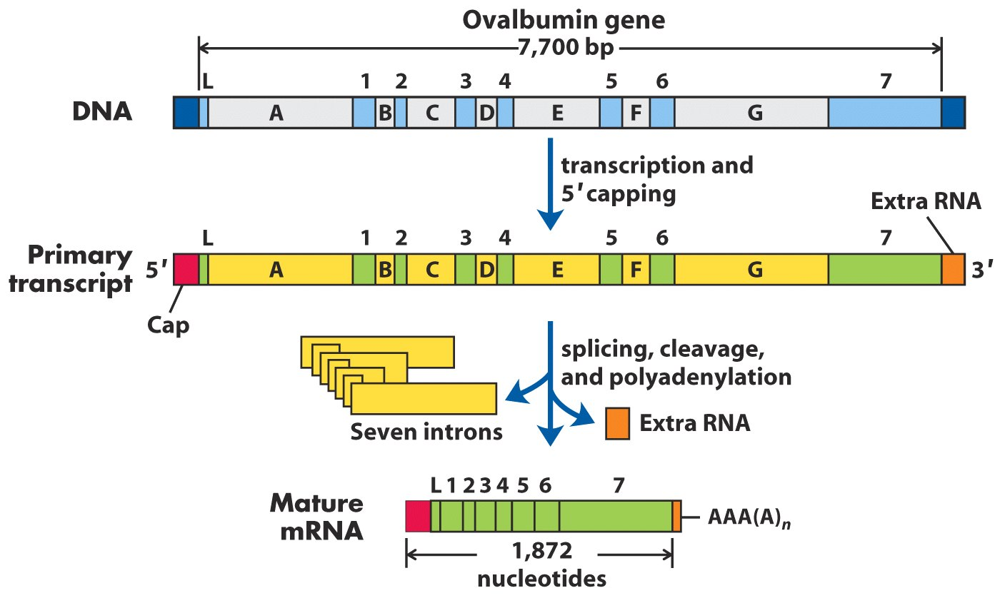 Ovalbumin gene
7,700 bp
L 1 2 3 4 5 6 7
DNA
A B C D E F G
transcription and
5′ capping
Extra RNA
L 1 2 3 4 5 6 7
Primary
transcript
5′ A B C D E F G 3′
Cap
splicing, cleavage,
and polyadenylation
Seven introns
Extra RNA
L 1 2 3 4 5 6 7
Mature
mRNA
AAA(A)n
1,872
nucleotides